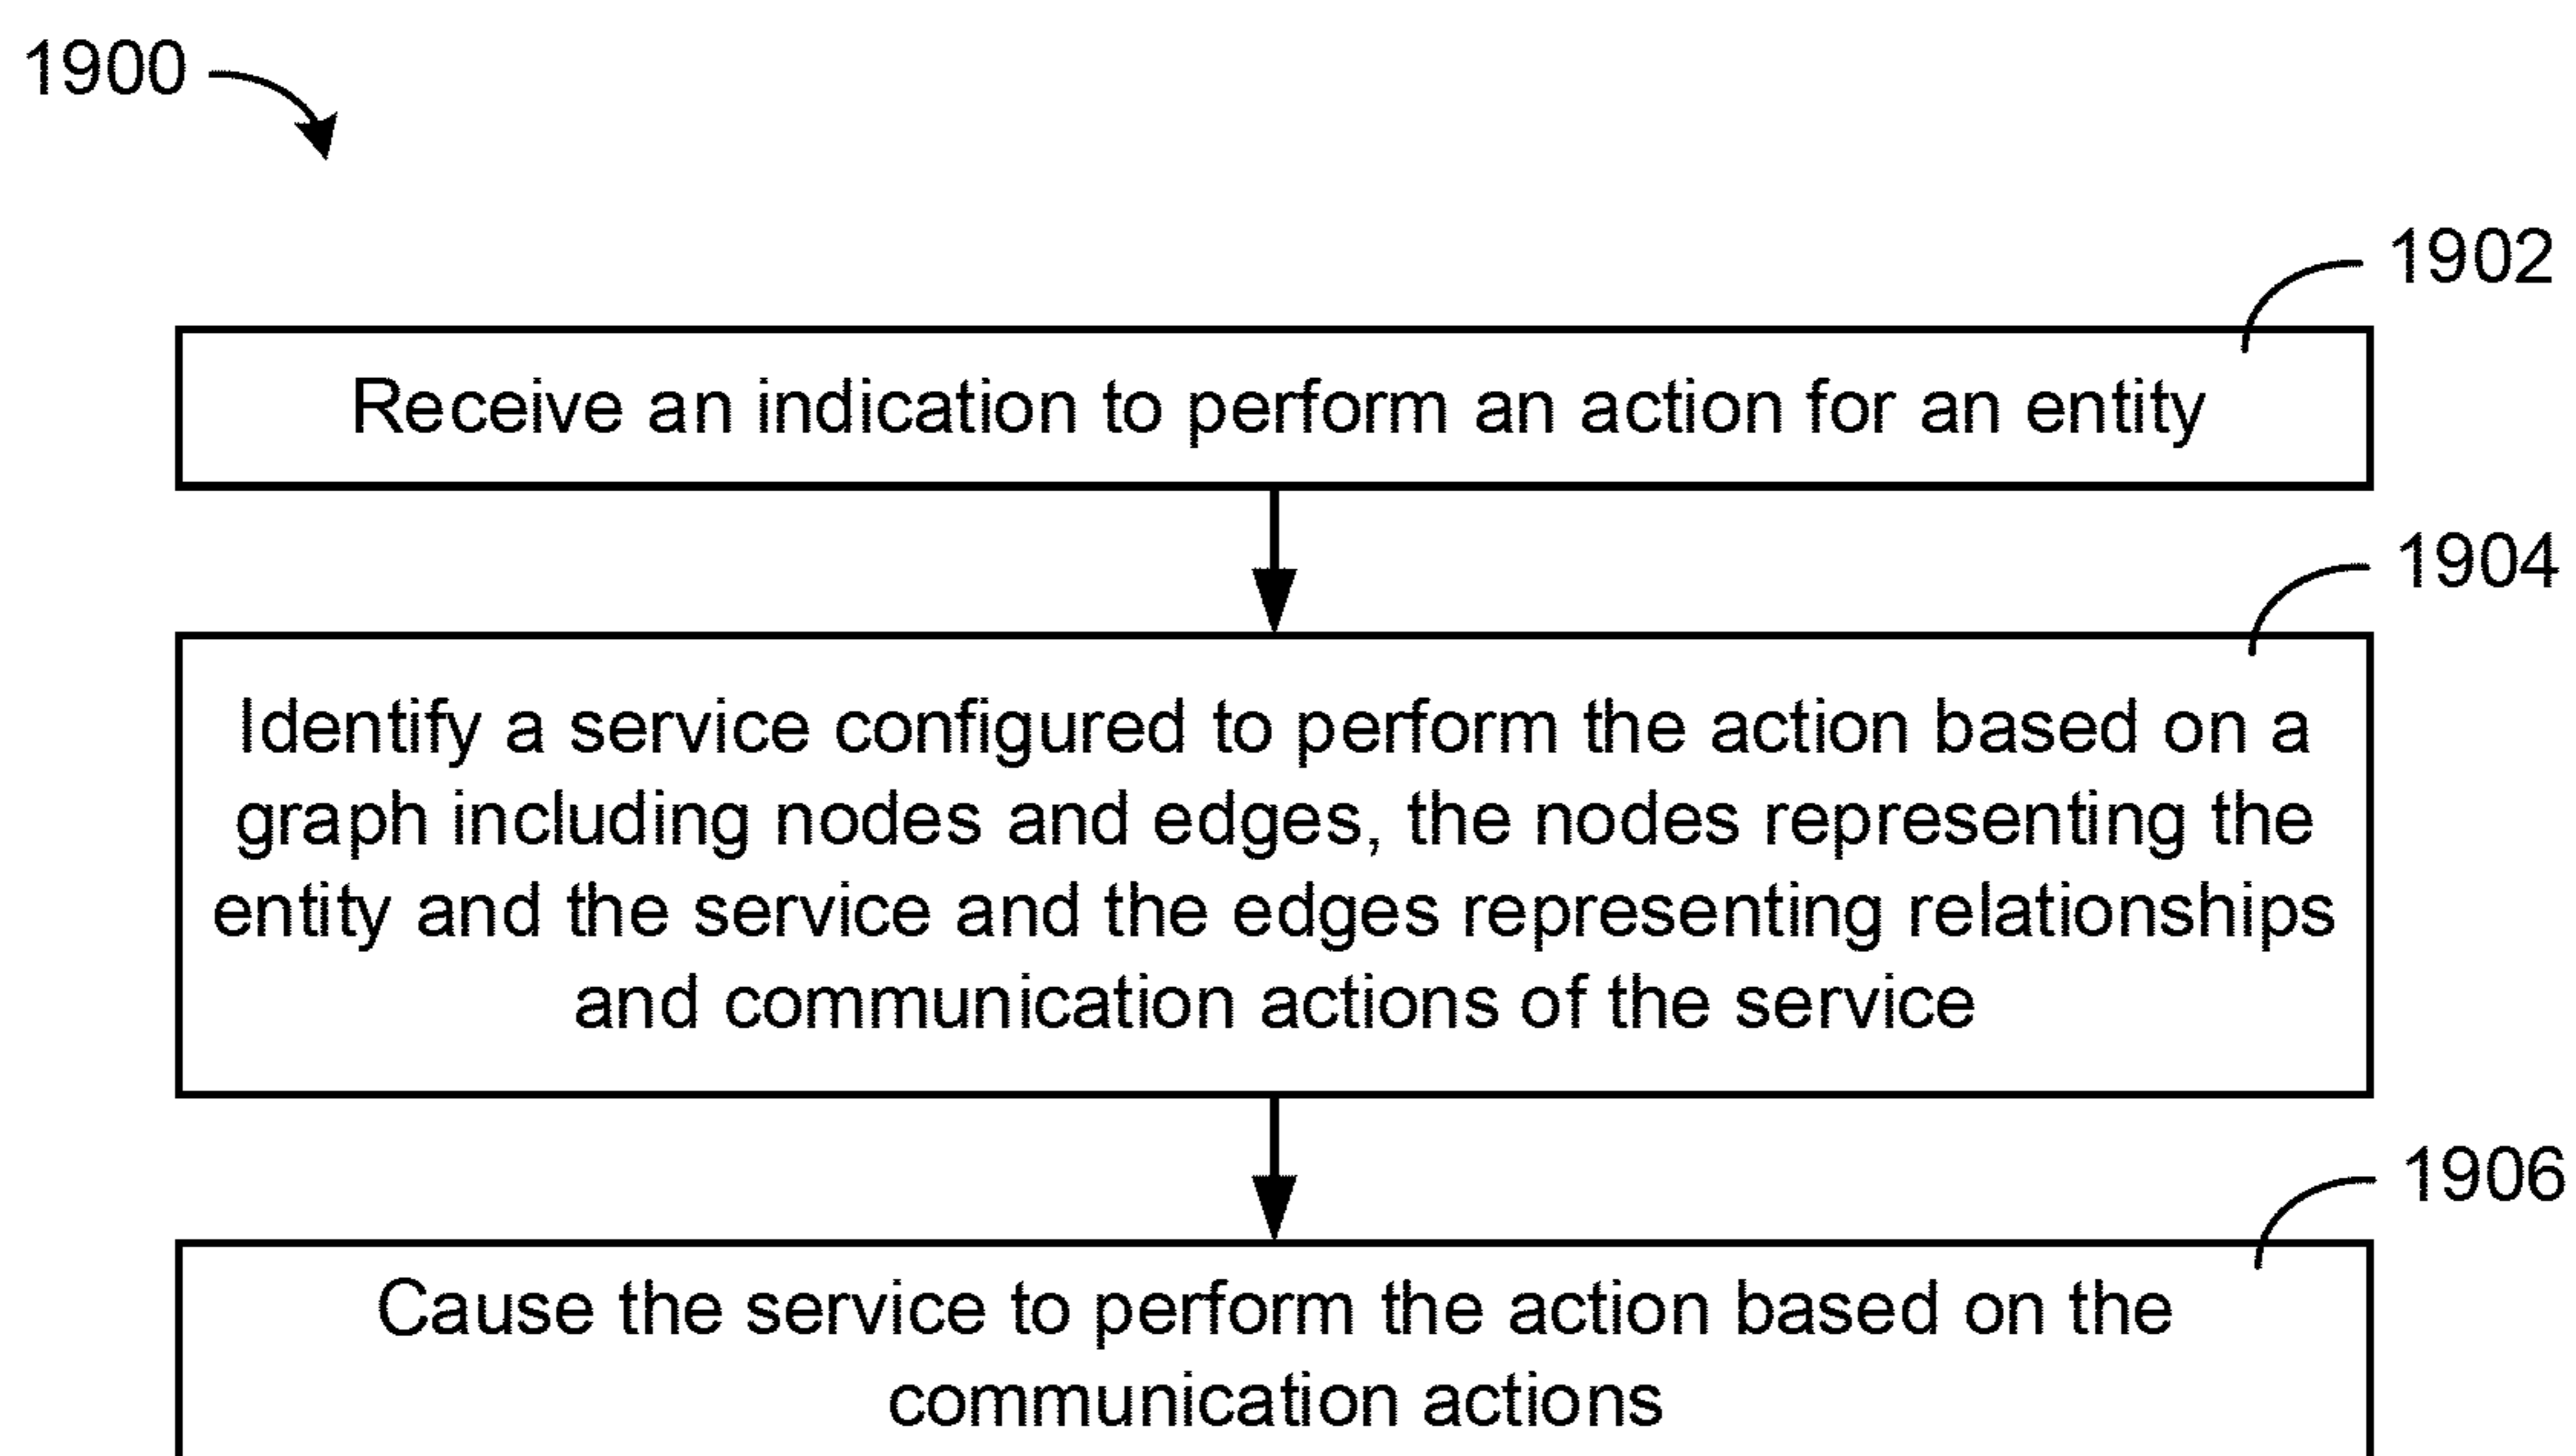 1900
1902
Receive an indication to perform an action for an entity
1904
Identify a service configured to perform the action based on a
graph including nodes and edges, the nodes representing the
entity and the service and the edges representing relationships
and communication actions of the service
1906
Cause the service to perform the action based on the
communication actions